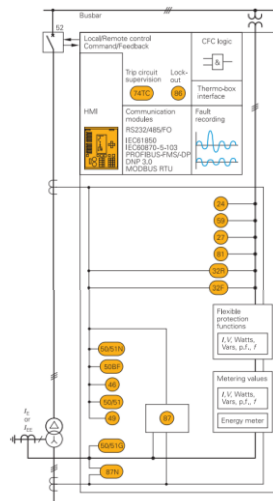 Busbar
52
Local/Remote control
Command/Feedback
CFC logic
&
Trip circuit
supervision
74TC
Lock-
out
86
Thermo-box
interface
HMI
Communication
modules
RS232/485/FO
IEC61850
IEC60870-5-103
PROFIBUS-FMS/-DP
DNP 3.0
MODBUS RTU
Fault
recording
24
59
27
81
32R
32F
Flexible
protection
functions
I,V, Watts,
Vars, p.f., f
50/51N
50BF
46
50/51
49
87
Metering values
I,V, Watts,
Vars, p.f., f
Energy meter
IE
or
IEE
50/51G
87N